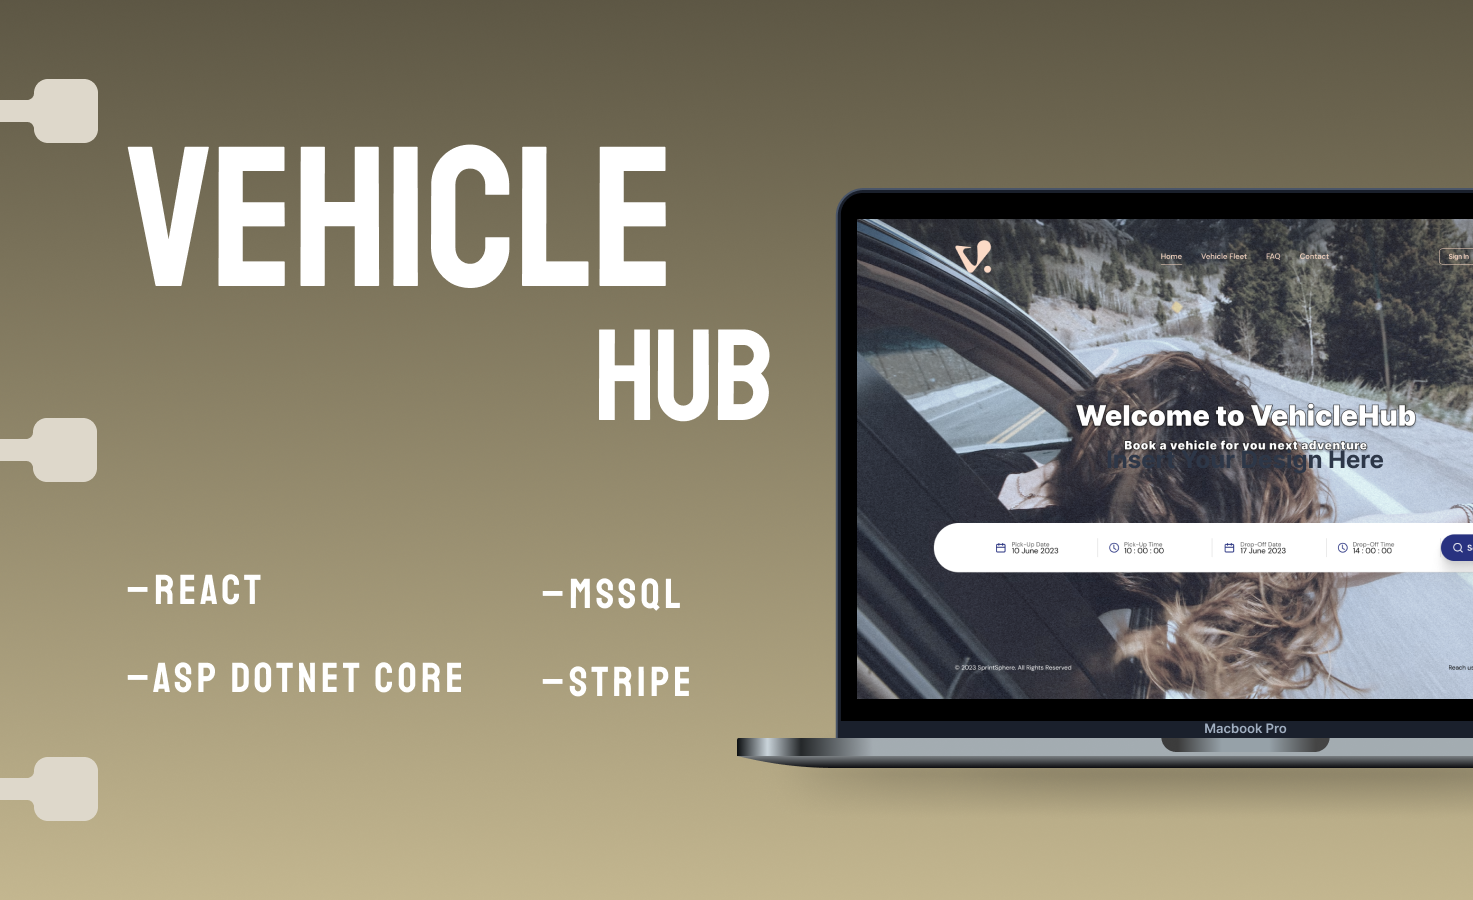 VEHICLE
HUB
–REACT
–MSSQL
–ASP DOTNET CORE
–STRIPE
Home Vehicle Fleet FAQ Contact
Sign In
Welcome to VehicleHub
Book a vehicle for you next adventure
Insert Your Design Here
Pick-Up Date Pick-Up Time Drop-Off Date Drop-Off Time
10 June 2023 10 : 00 : 00 17 June 2023 14 : 00 : 00
© 2023 SprintSphere. All Rights Reserved
Reach us
Macbook Pro